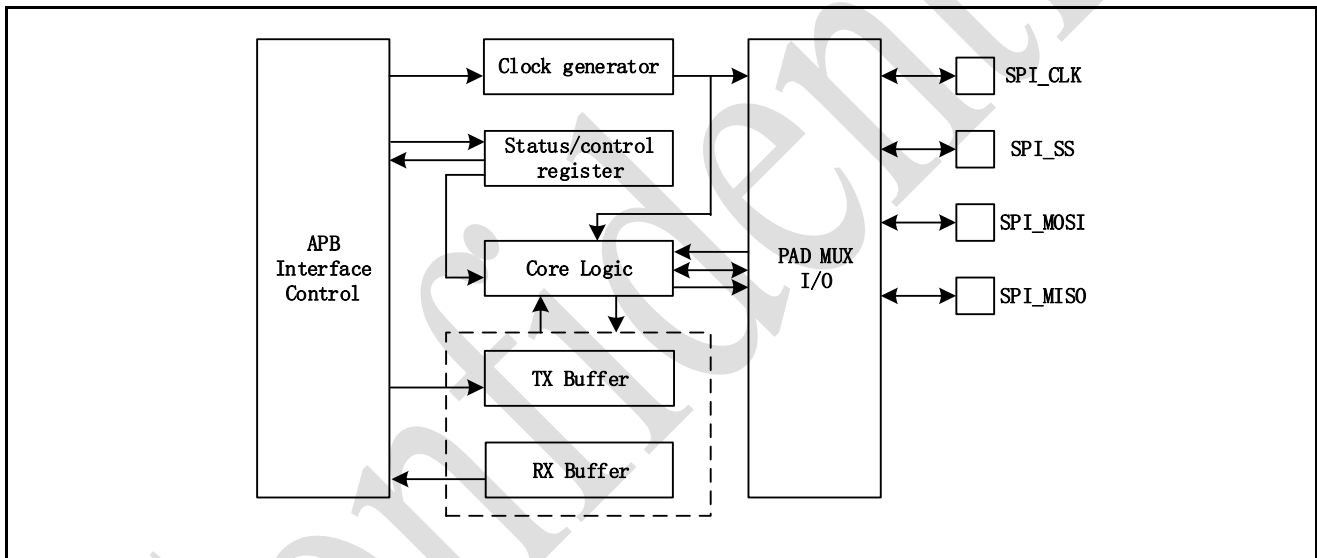 Clock generator
Status/control
register
APB
Interface
Control
Core Logic
TX Buffer
RX Buffer
PAD MUX
I/O
SPI_CLK
SPI_SS
SPI_MOSI
SPI_MISO